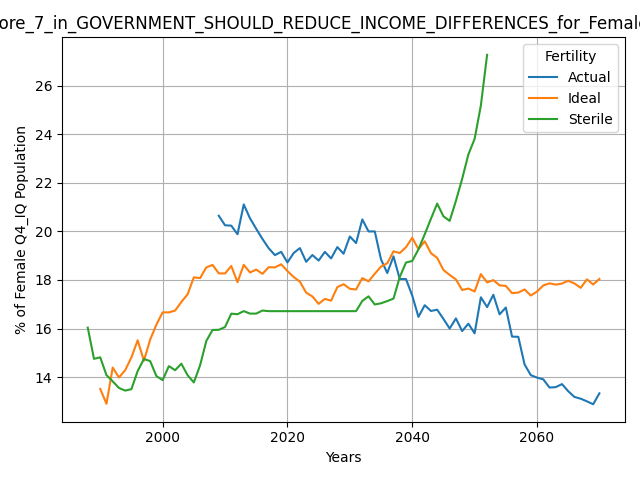 ore_7_in_GOVERNMENT_SHOULD_REDUCE_INCOME_DIFFERENCES_for_Female
Fertility
Actual
Ideal
Sterile
% of Female Q4_IQ Population
26
24
22
20
18
16
14
2000 2020 2040 2060
Years